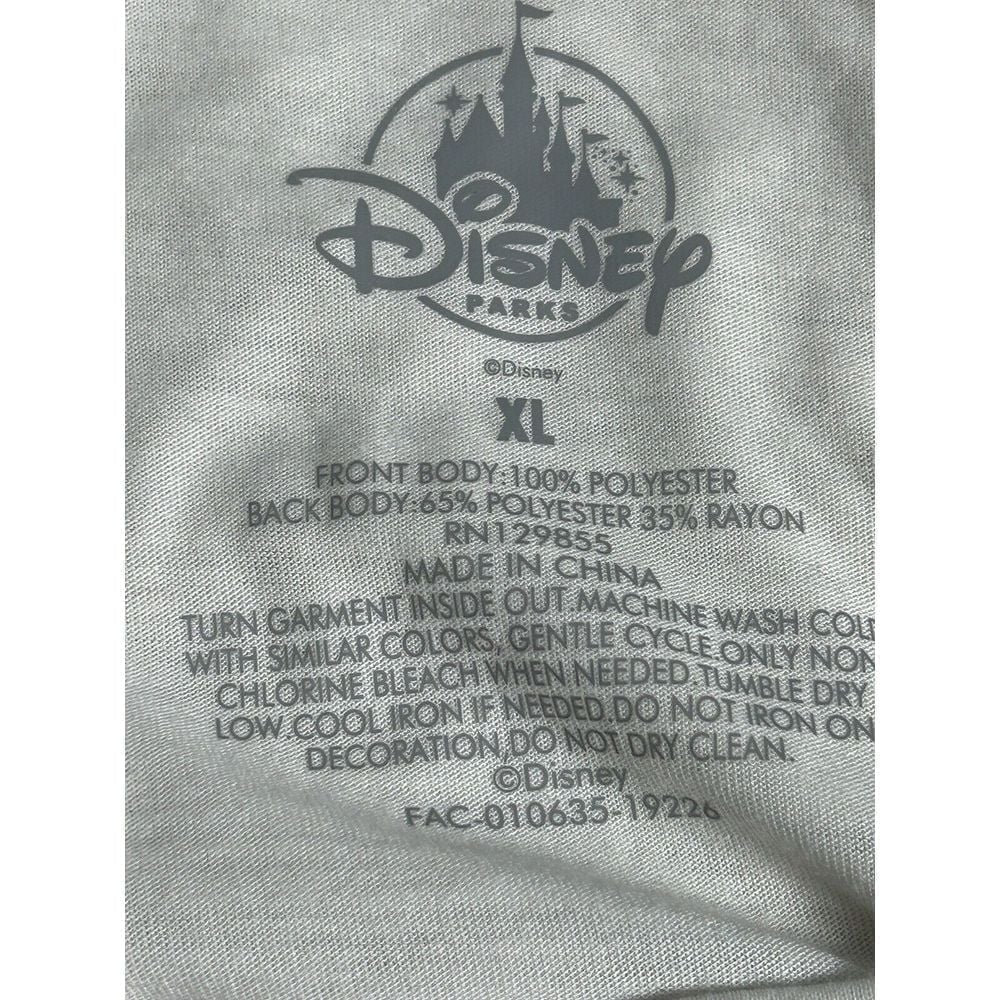 Disney
PARKS
©Disney
XL
FRONT BODY:100% POLYESTER
BACK BODY:65% POLYESTER 35% RAYON
RN129855
MADE IN CHINA
TURN GARMENT INSIDE OUT.MACHINE WASH COL
WITH SIMILAR COLORS, GENTLE CYCLE.ONLY NON
CHLORINE BLEACH WHEN NEEDED.TUMBLE DRY
LOW.COOL IRON IF NEEDED.DO NOT IRON ON
DECORATION,DO NOT DRY CLEAN.
©Disney
FAC-010635-19226